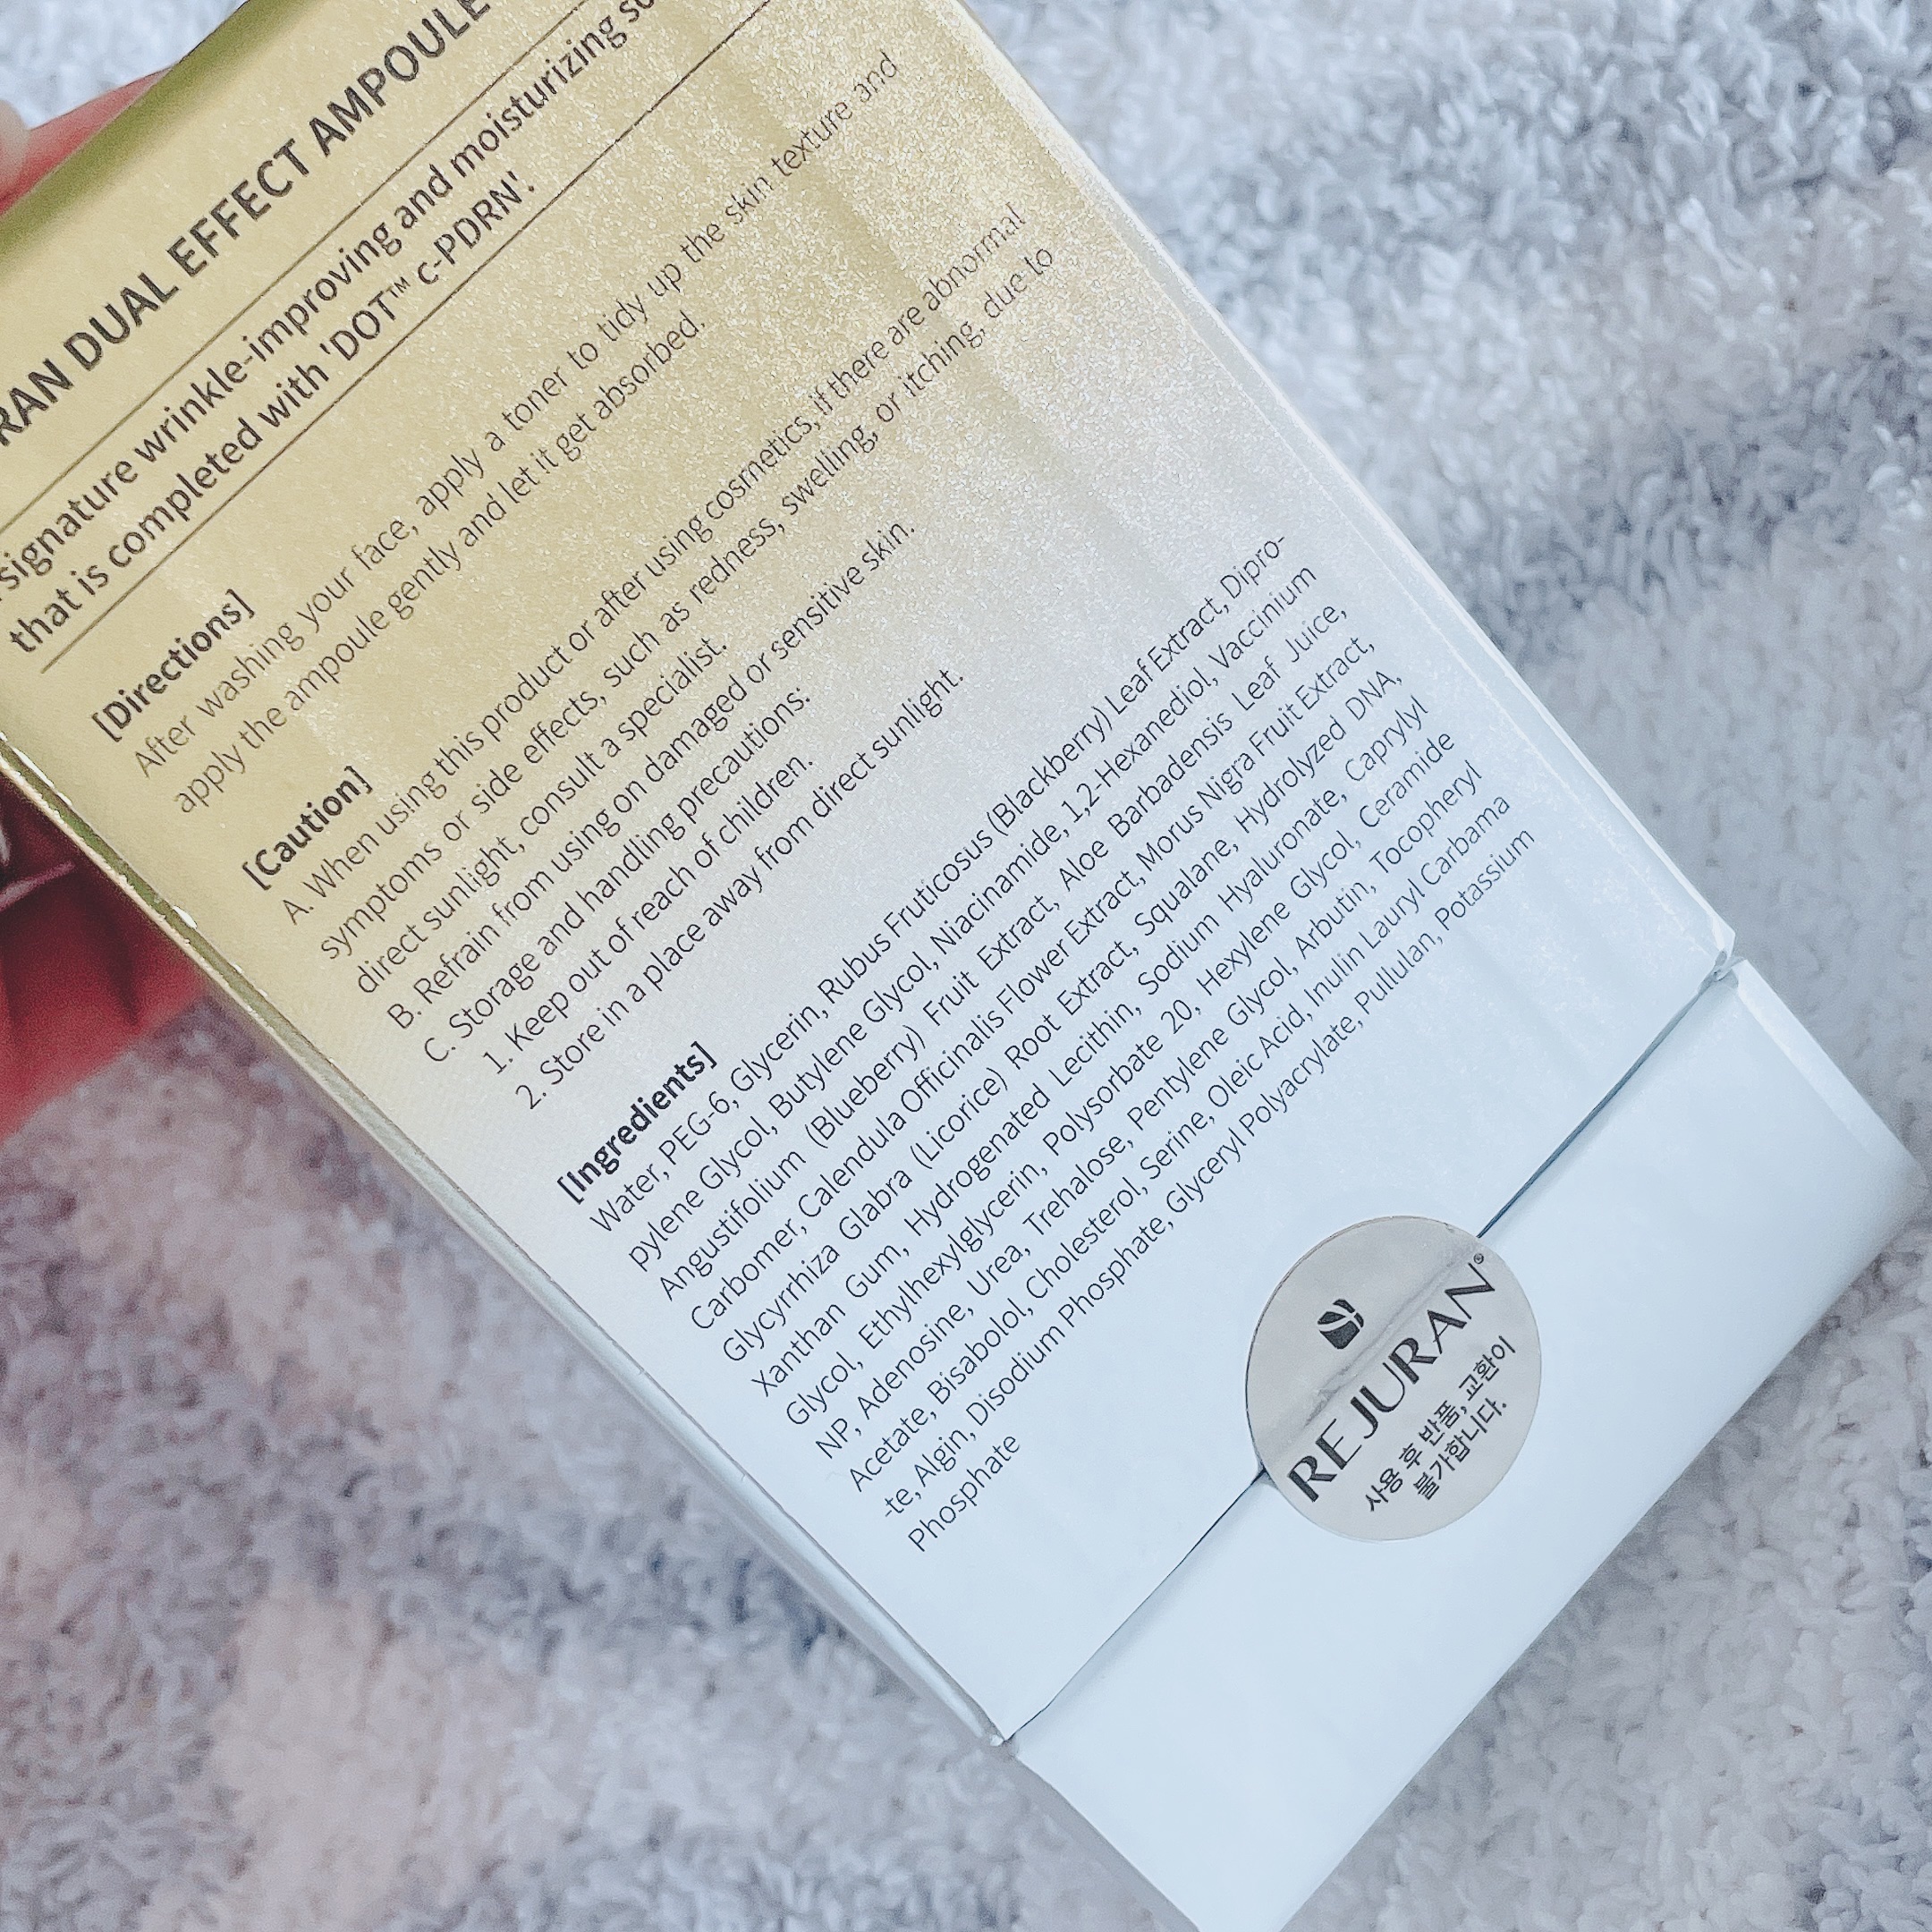 RAN DUAL EFFECT AMPOULE
signature wrinkle-improving and moisturizing
that is completed with 'DOT™ c-PDRN'.
[Directions]
After washing your face, apply a toner to tidy up the skin texture and
apply the ampoule gently and let it get absorbed.
[Caution]
A. When using this product or after using cosmetics, if there are abnormal
symptoms or side effects, such as redness, swelling, or itching, due to
direct sunlight, consult a specialist.
B. Refrain from using on damaged or sensitive skin.
C. Storage and handling precautions:
1. Keep out of reach of children.
2. Store in a place away from direct sunlight.
[Ingredients]
Water, PEG-6, Glycerin, Rubus Fruticosus (Blackberry) Leaf Extract, Dipro-
pylene Glycol, Butylene Glycol, Niacinamide, 1,2-Hexanediol, Vaccinium
Angustifolium (Blueberry) Fruit Extract, Aloe Barbadensis Leaf Juice,
Carbomer, Calendula Officinalis Flower Extract, Morus Nigra Fruit Extract,
Glycyrrhiza Glabra (Licorice) Root Extract, Squalane, Hydrolyzed DNA,
Xanthan Gum, Hydrogenated Lecithin, Sodium Hyaluronate, Caprylyl
Glycol, Ethylhexylglycerin, Polysorbate 20, Hexylene Glycol, Ceramide
NP, Adenosine, Urea, Trehalose, Pentylene Glycol, Arbutin, Tocopheryl
Acetate, Bisabolol, Cholesterol, Serine, Oleic Acid, Inulin Lauryl Carbama
-te, Algin, Disodium Phosphate, Glyceryl Polyacrylate, Pullulan, Potassium
Phosphate
REJURAN®
사용 후 반품, 교환이
불가합니다.